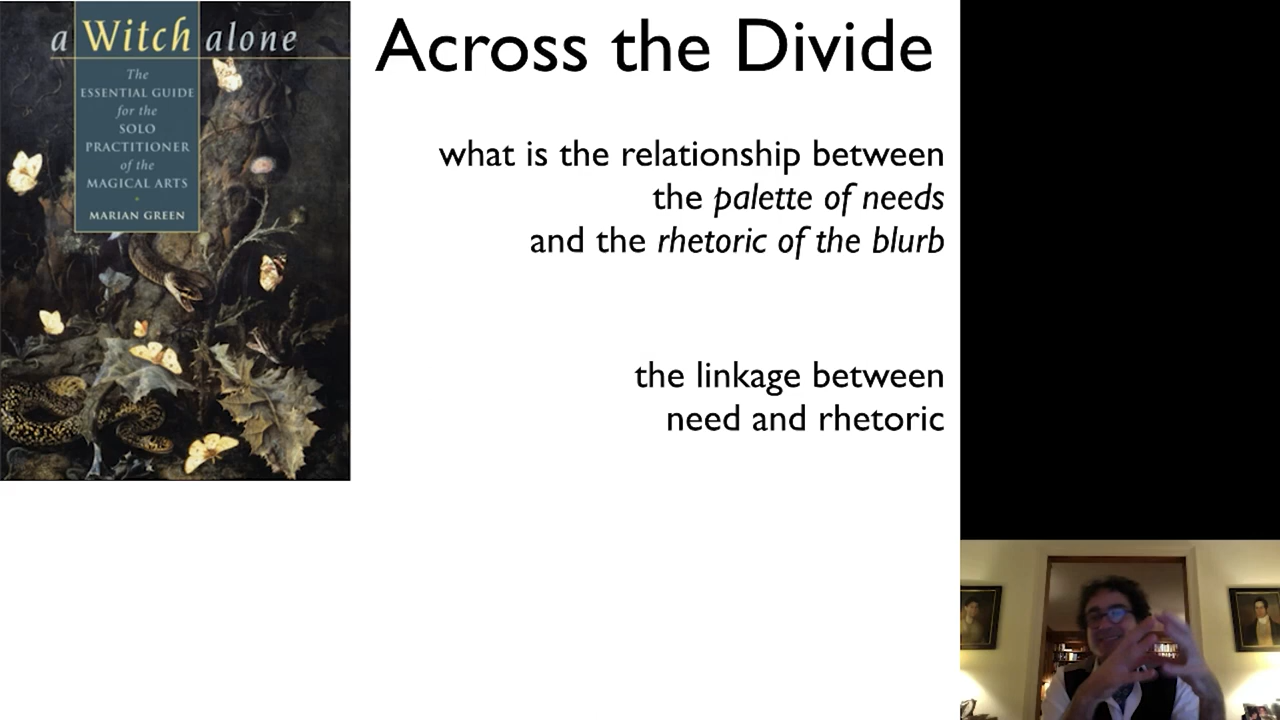 a Witch alone
The
ESSENTIAL GUIDE
for the
SOLO
PRACTITIONER
of the
MAGICAL ARTS
MARIAN GREEN
Across the Divide
what is the relationship between
the palette of needs
and the rhetoric of the blurb
the linkage between
need and rhetoric